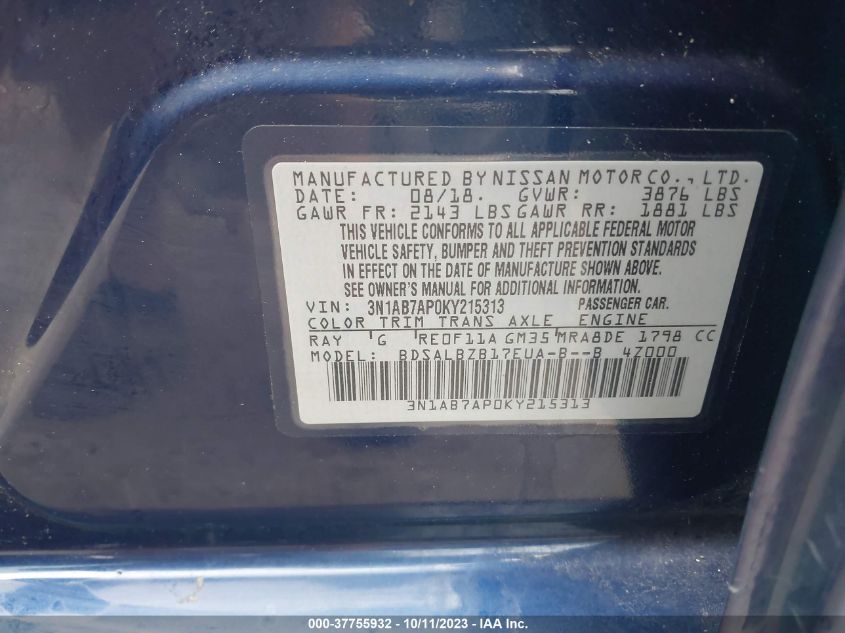 MANUFACTURED BY NISSAN MOTOR CO., LTD.
DATE: 08/18. GVWR: 3876 LBS
GAWR FR: 2143 LBS GAWR RR: 1881 LBS
THIS VEHICLE CONFORMS TO ALL APPLICABLE FEDERAL MOTOR
VEHICLE SAFETY, BUMPER AND THEFT PREVENTION STANDARDS
IN EFFECT ON THE DATE OF MANUFACTURE SHOWN ABOVE.
SEE OWNER'S MANUAL FOR ADDITIONAL INFORMATION.
VIN: 3N1AB7AP0KY215313 PASSENGER CAR.
COLOR TRIM TRANS AXLE ENGINE
RAY G RE0F11A GM35 MRA8DE 1798 CC
MODEL: BDSALBZB17EUA-B--B 4Z000
3N1AB7AP0KY215313
000-37755932 - 10/11/2023 - IAA Inc.